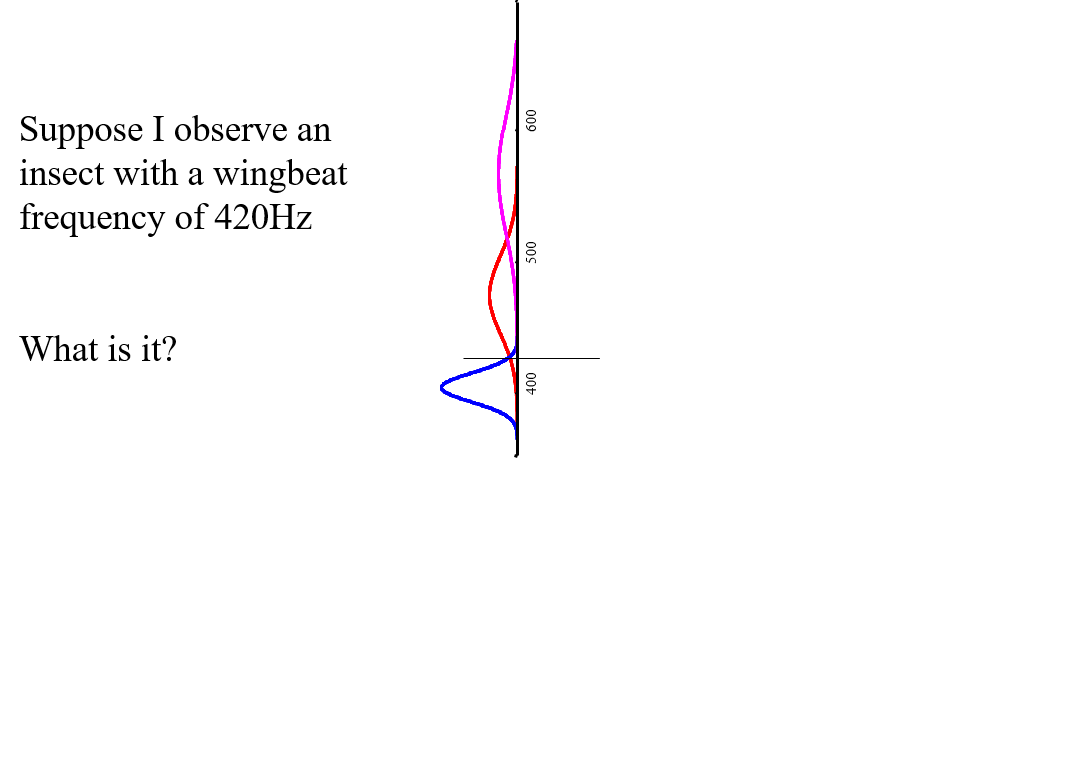 Suppose I observe an
insect with a wingbeat
frequency of 420Hz
What is it?
600
500
400